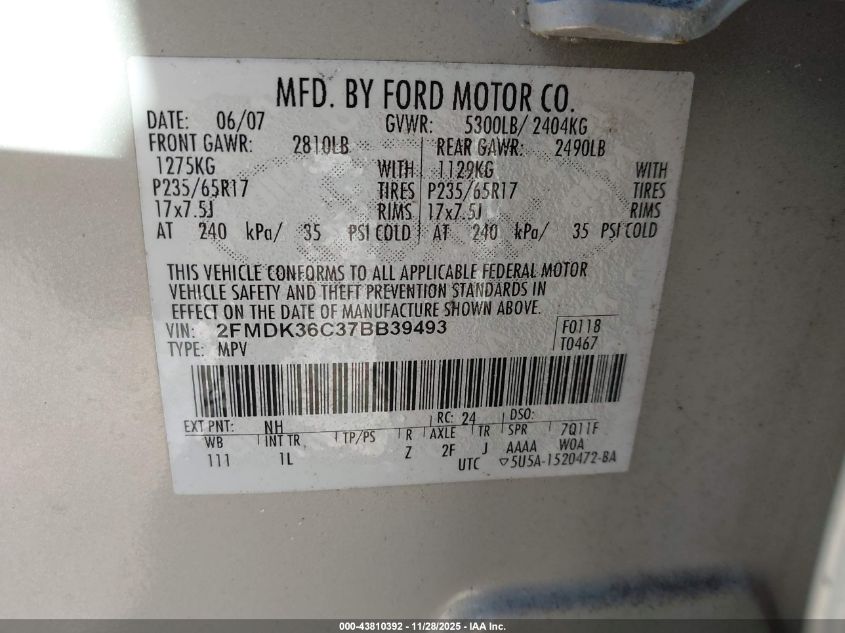 MFD. BY FORD MOTOR CO.
DATE: 06/07 GVWR: 5300LB/ 2404KG
FRONT GAWR: 2810LB REAR GAWR: 2490LB
1275KG WITH 1129KG WITH
P235/65R17 TIRES P235/65R17 TIRES
17x7.5J RIMS 17x7.5J RIMS
AT 240 kPa/ 35 PSI COLD AT 240 kPa/ 35 PSI COLD
THIS VEHICLE CONFORMS TO ALL APPLICABLE FEDERAL MOTOR
VEHICLE SAFETY AND THEFT PREVENTION STANDARDS IN
EFFECT ON THE DATE OF MANUFACTURE SHOWN ABOVE.
VIN: 2FMDK36C37BB39493 F0118
TYPE: MPV T0467
EXT PNT: NH RC: 24 DSO:
WB INT TR TP/PS R AXLE TR SPR 7Q11F
111 1L Z 2F J AAAA WOA
UTC ▽5U5A-1520472-BA
000-43810392 | 11/28/2025 | IAA Inc.